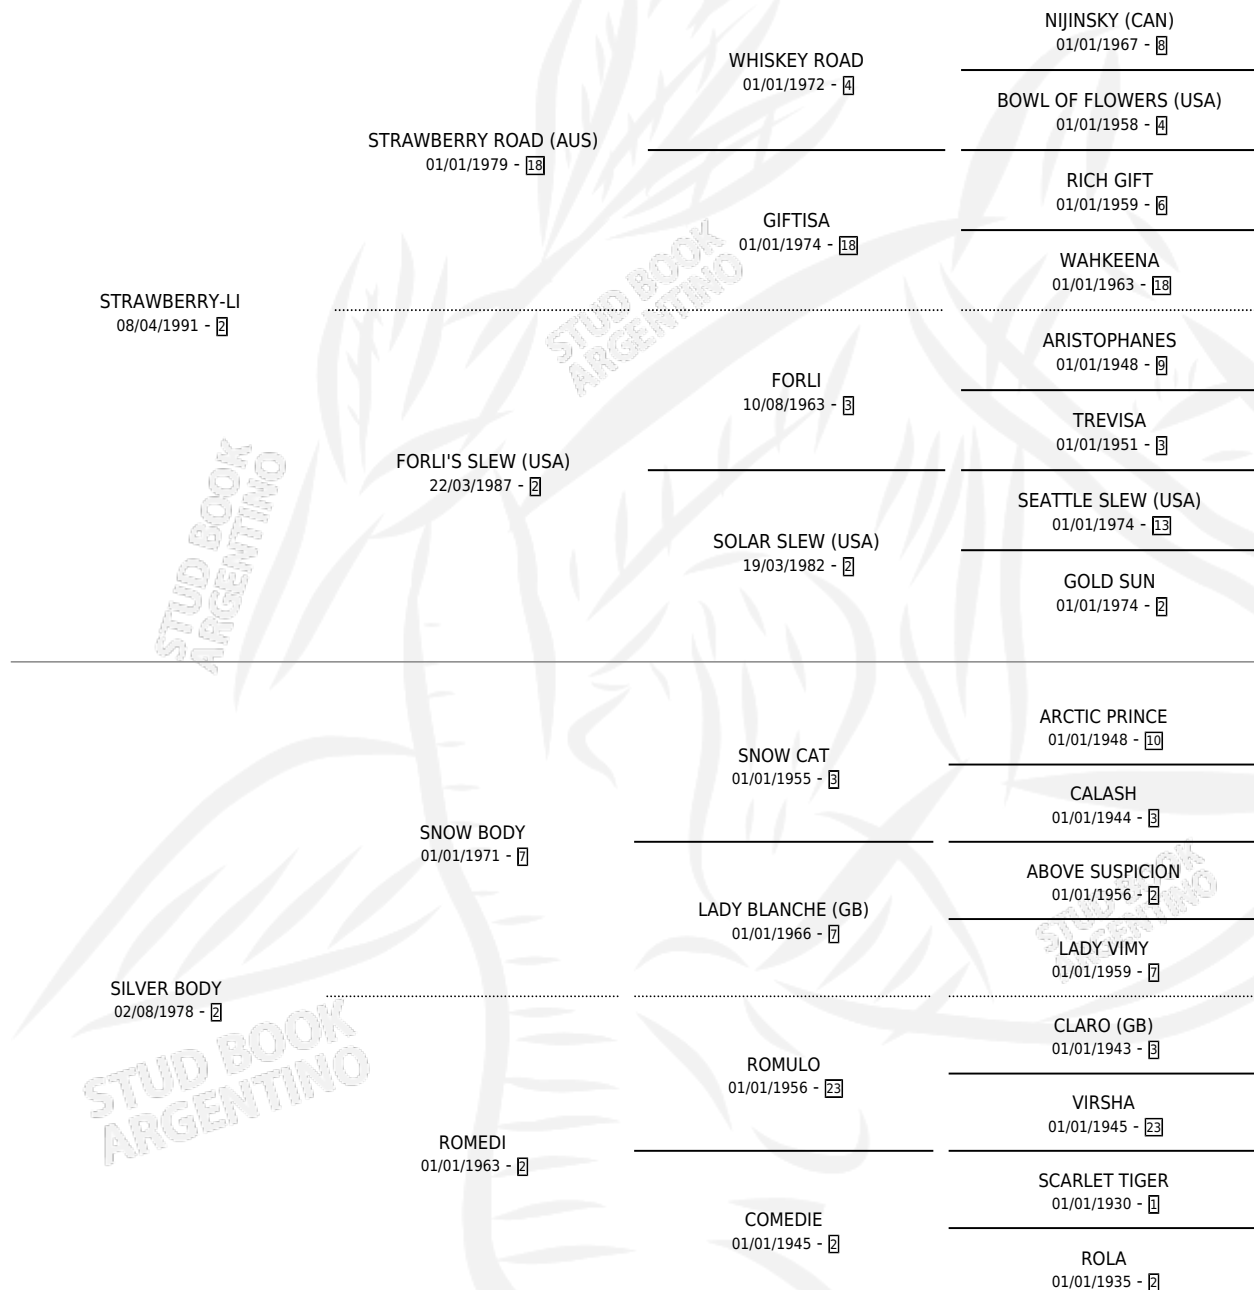 NIJINSKY (CAN)
01/01/1967 - 8
WHISKEY ROAD
01/01/1972 - 4
BOWL OF FLOWERS (USA)
01/01/1958 - 4
STRAWBERRY ROAD (AUS)
01/01/1979 - 18
RICH GIFT
01/01/1959 - 6
GIFTISA
01/01/1974 - 18
WAHKEENA
01/01/1963 - 18
STRAWBERRY-LI
08/04/1991 - 2
ARISTOPHANES
01/01/1948 - 9
FORLI
10/08/1963 - 3
TREVISA
01/01/1951 - 3
FORLI'S SLEW (USA)
22/03/1987 - 2
SEATTLE SLEW (USA)
01/01/1974 - 13
SOLAR SLEW (USA)
19/03/1982 - 2
GOLD SUN
01/01/1974 - 2
ARCTIC PRINCE
01/01/1948 - 10
SNOW CAT
01/01/1955 - 3
CALASH
01/01/1944 - 3
SNOW BODY
01/01/1971 - 7
ABOVE SUSPICION
01/01/1956 - 2
LADY BLANCHE (GB)
01/01/1966 - 7
LADY VIMY
01/01/1959 - 7
SILVER BODY
02/08/1978 - 2
CLARO (GB)
01/01/1943 - 3
ROMULO
01/01/1956 - 23
VIRSHA
01/01/1945 - 23
ROMEDI
01/01/1963 - 2
SCARLET TIGER
01/01/1930 - 1
COMEDIE
01/01/1945 - 2
ROLA
01/01/1935 - 2
STUD BOOK
ARGENTINO
STUD BOOK
ARGENTINO
STUD BOOK
ARGENTINO
STUD BOOK
ARGENTINO